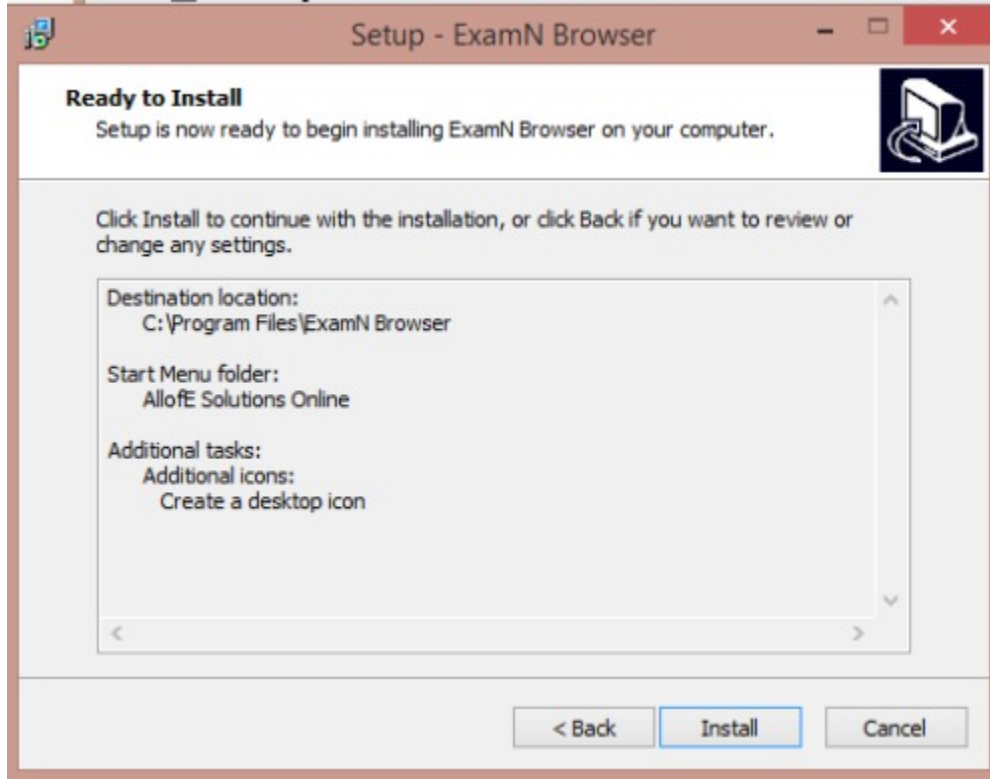 Setup - ExamN Browser
Ready to Install
Setup is now ready to begin installing ExamN Browser on your computer.
Click Install to continue with the installation, or click Back if you want to review or
change any settings.
Destination location:
C:\Program Files\ExamN Browser
Start Menu folder:
AllofE Solutions Online
Additional tasks:
Additional icons:
Create a desktop icon
< Back
Install
Cancel